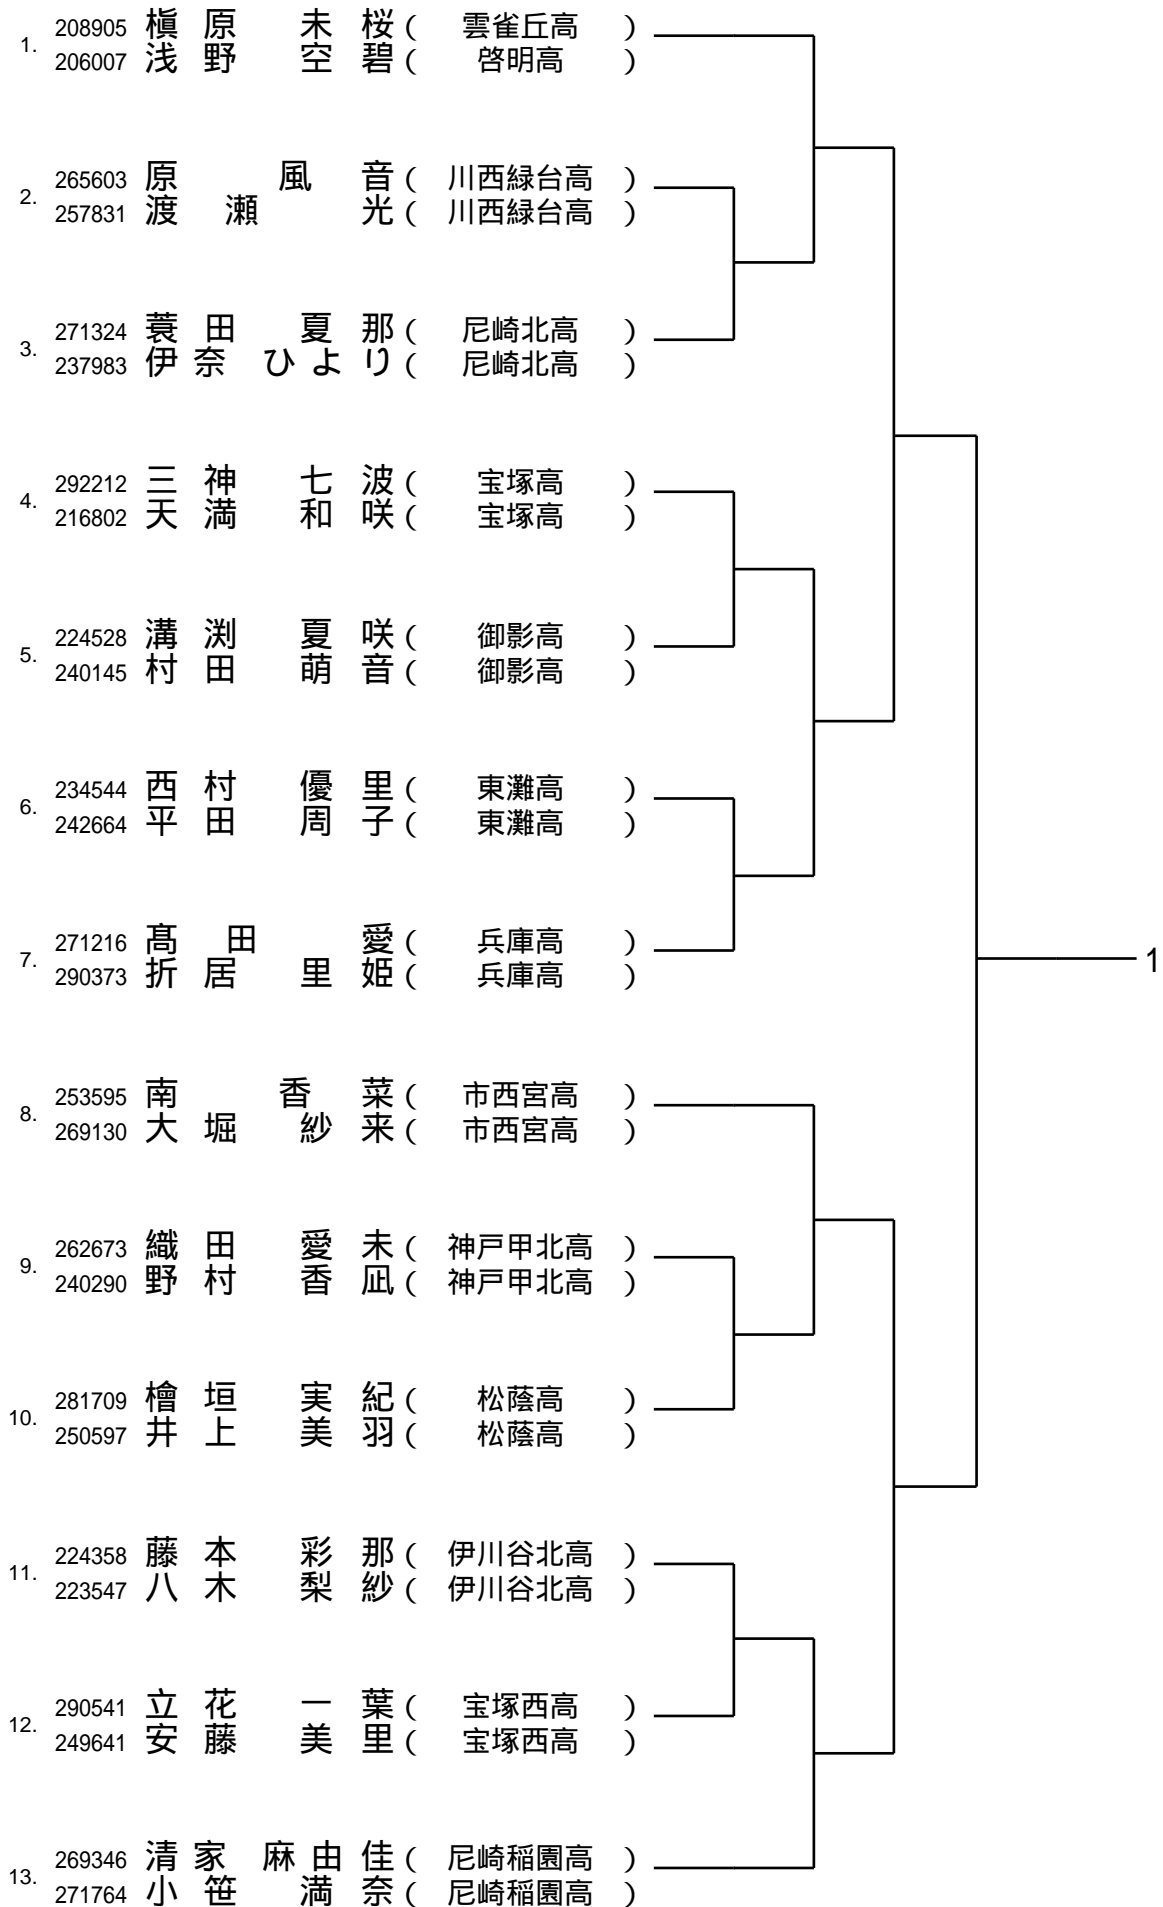 1. 208905 槇原 未桜 ( 雲雀丘高 )
206007 浅野 空碧 ( 啓明高 )
2. 265603 原 風音 ( 川西緑台高 )
257831 渡瀬 光 ( 川西緑台高 )
3. 271324 蓑田 夏那 ( 尼崎北高 )
237983 伊奈 ひより ( 尼崎北高 )
4. 292212 三神 七波 ( 宝塚高 )
216802 天満 和咲 ( 宝塚高 )
5. 224528 溝渕 夏咲 ( 御影高 )
240145 村田 萌音 ( 御影高 )
6. 234544 西村 優里 ( 東灘高 )
242664 平田 周子 ( 東灘高 )
7. 271216 髙田 愛 ( 兵庫高 )
290373 折居 里姫 ( 兵庫高 )
1
8. 253595 南 香菜 ( 市西宮高 )
269130 大堀 紗来 ( 市西宮高 )
9. 262673 織田 愛未 ( 神戸甲北高 )
240290 野村 香凪 ( 神戸甲北高 )
10. 281709 檜垣 実紀 ( 松蔭高 )
250597 井上 美羽 ( 松蔭高 )
11. 224358 藤本 彩那 ( 伊川谷北高 )
223547 八木 梨紗 ( 伊川谷北高 )
12. 290541 立花 一葉 ( 宝塚西高 )
249641 安藤 美里 ( 宝塚西高 )
13. 269346 清家 麻由佳 ( 尼崎稲園高 )
271764 小笹 満奈 ( 尼崎稲園高 )